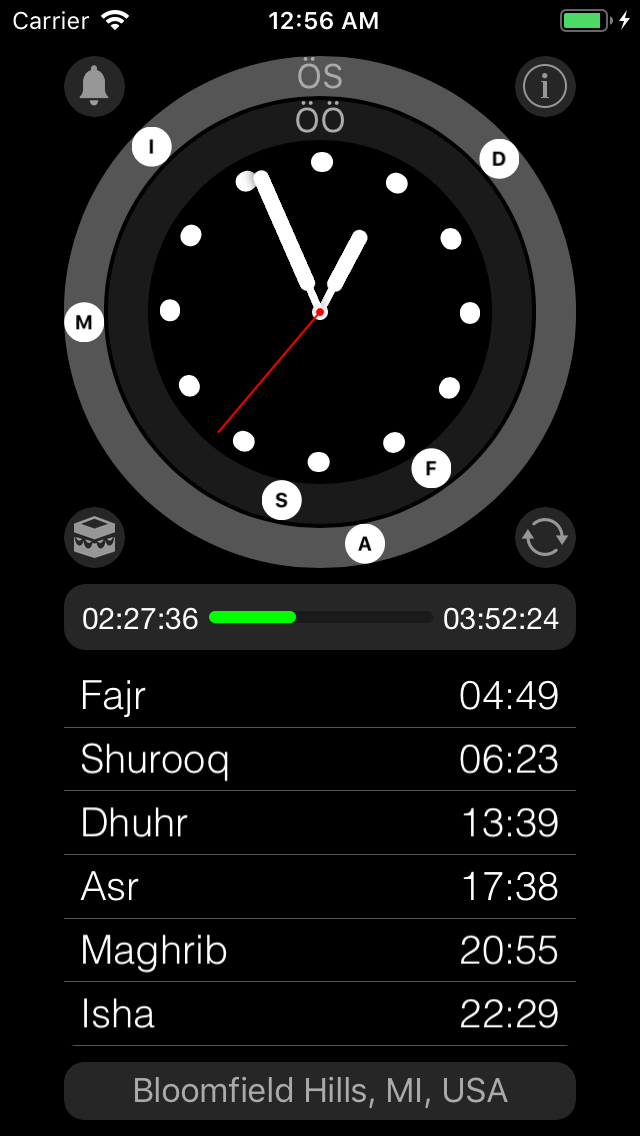 Carrier 12:56 AM
ÖS
i
ÖÖ
I
D
M
F
S
A
02:27:36 03:52:24
Fajr 04:49
Shurooq 06:23
Dhuhr 13:39
Asr 17:38
Maghrib 20:55
Isha 22:29
Bloomfield Hills, MI, USA